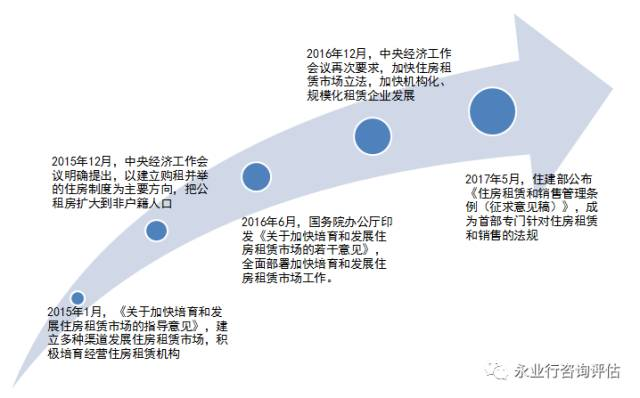 2016年12月，中央经济工作
会议再次要求，加快住房租
赁市场立法，加快机构化、
规模化租赁企业发展
2015年12月，中央经济工作会
议明确提出，以建立购租并举
的住房制度为主要方向，把公
租房扩大到非户籍人口
2017年5月，住建部公布
《住房租赁和销售管理条
例（征求意见稿）》，成
为首部专门针对住房租赁
和销售的法规
2016年6月，国务院办公厅印
发《关于加快培育和发展住
房租赁市场的若干意见》，
全面部署加快培育和发展住
房租赁市场工作。
2015年1月，《关于加快培育和发
展住房租赁市场的指导意见》，建
立多种渠道发展住房租赁市场，积
极培育经营住房租赁机构
永业行咨询评估